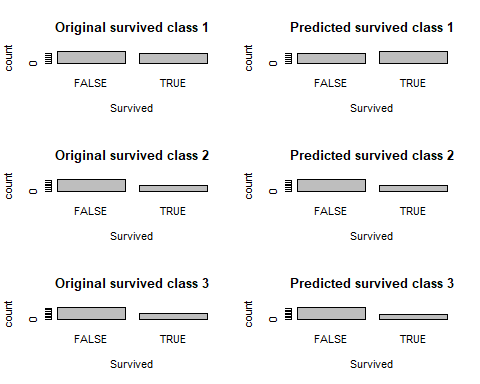 Original survived class 1
count
0
FALSE TRUE
Survived
Predicted survived class 1
count
0
FALSE TRUE
Survived
Original survived class 2
count
0
FALSE TRUE
Survived
Predicted survived class 2
count
0
FALSE TRUE
Survived
Original survived class 3
count
0
FALSE TRUE
Survived
Predicted survived class 3
count
0
FALSE TRUE
Survived